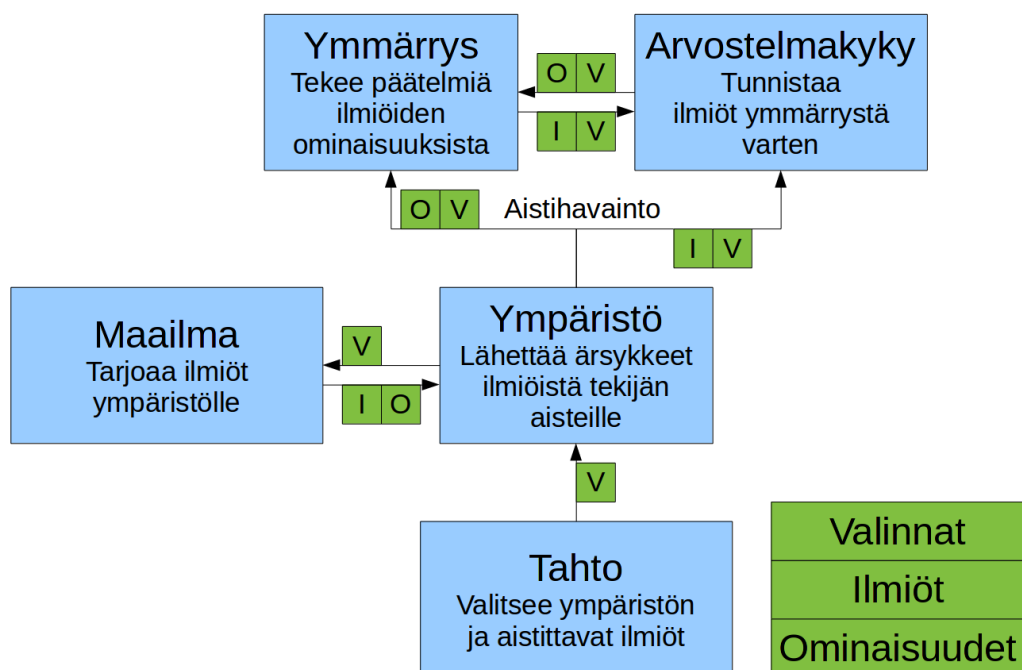 Ymmärrys
Tekee päätelmiä
ilmiöiden
ominaisuuksista
O V
I V
Arvostelmakyky
Tunnistaa
ilmiöt ymmärrystä
varten
O V
Aistihavainto
I V
Maailma
Tarjoaa ilmiöt
ympäristölle
V
I O
Ympäristö
Lähettää ärsykkeet
ilmiöistä tekijän
aisteille
V
Tahto
Valitsee ympäristön
ja aistittavat ilmiöt
Valinnat
Ilmiöt
Ominaisuudet